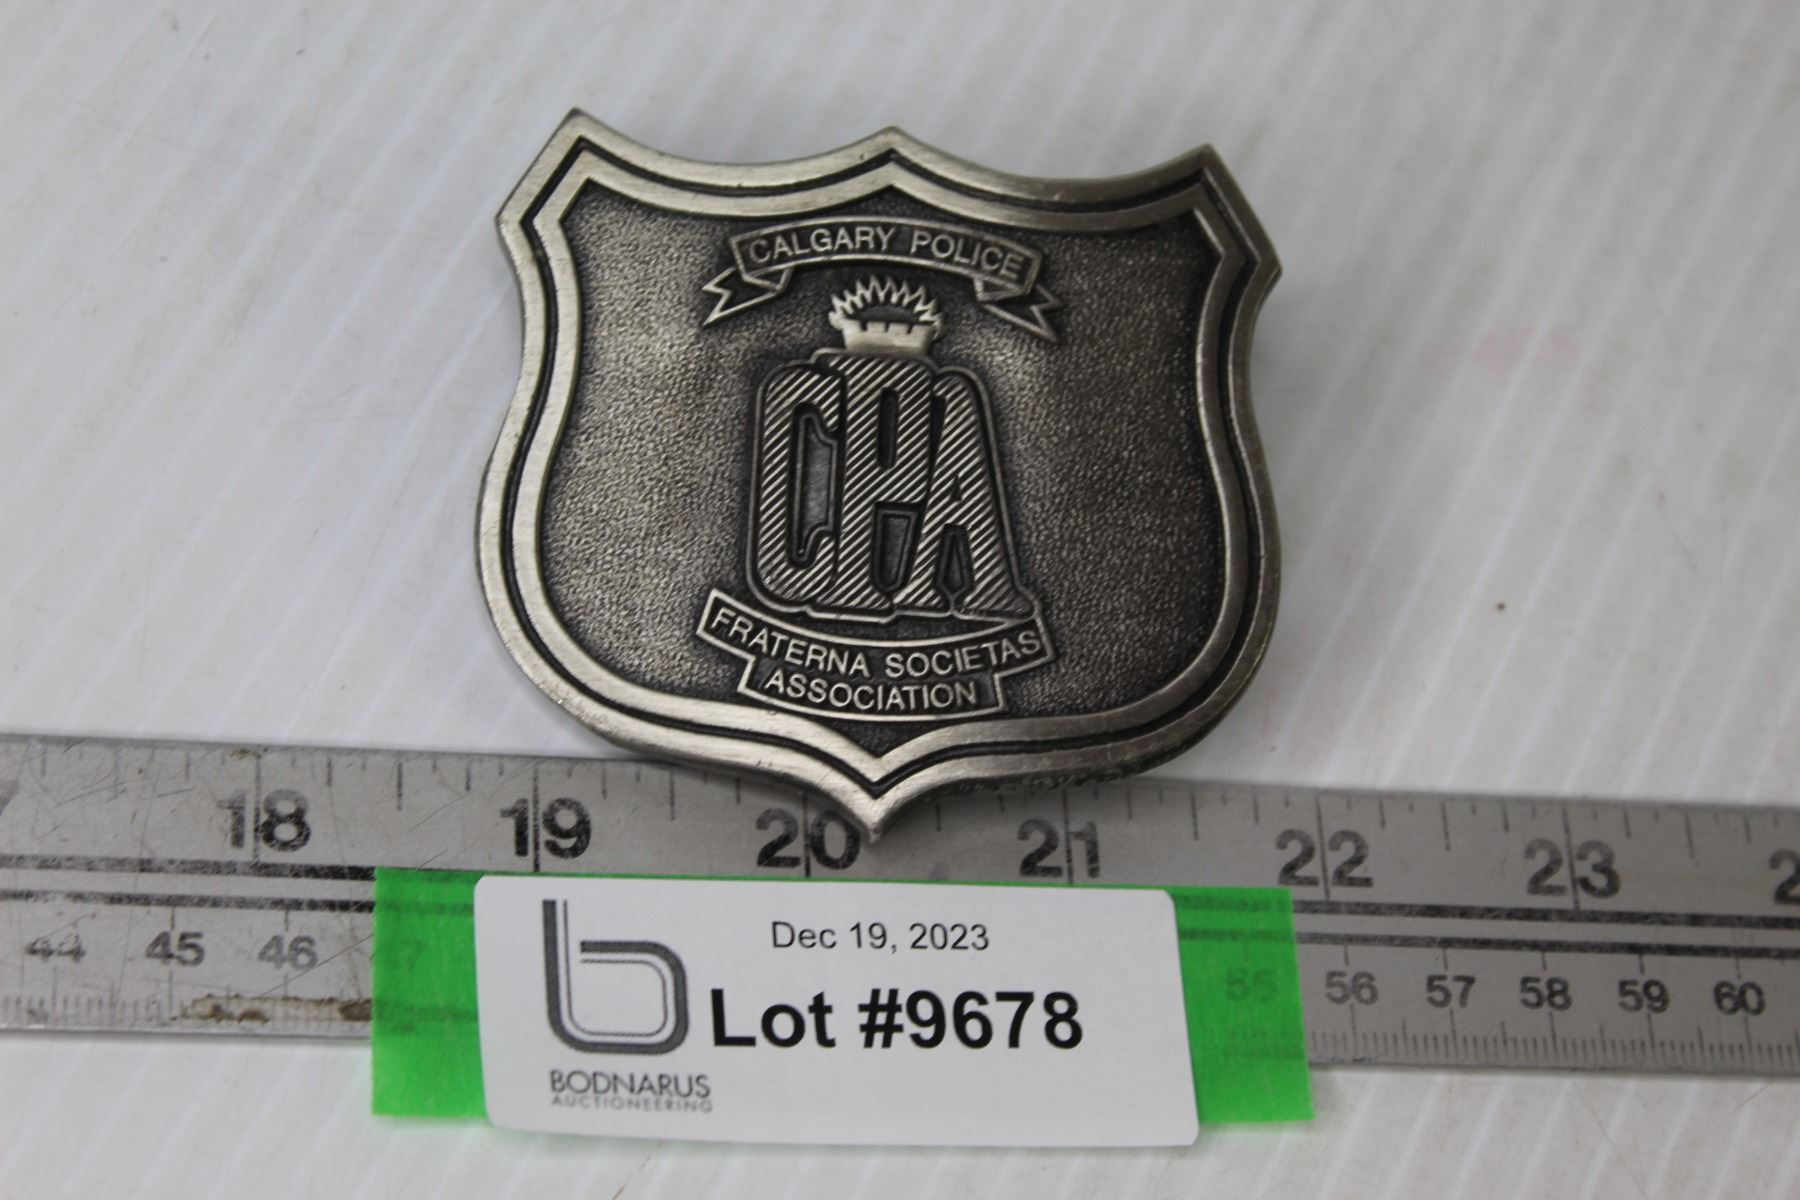 CALGARY POLICE
CPA
FRATERNA SOCIETAS
ASSOCIATION
18 19 20 21 22 23
44 45 46 56 57 58 59 60
Dec 19, 2023
Lot #9678
BODNARUS
AUCTIONEERING